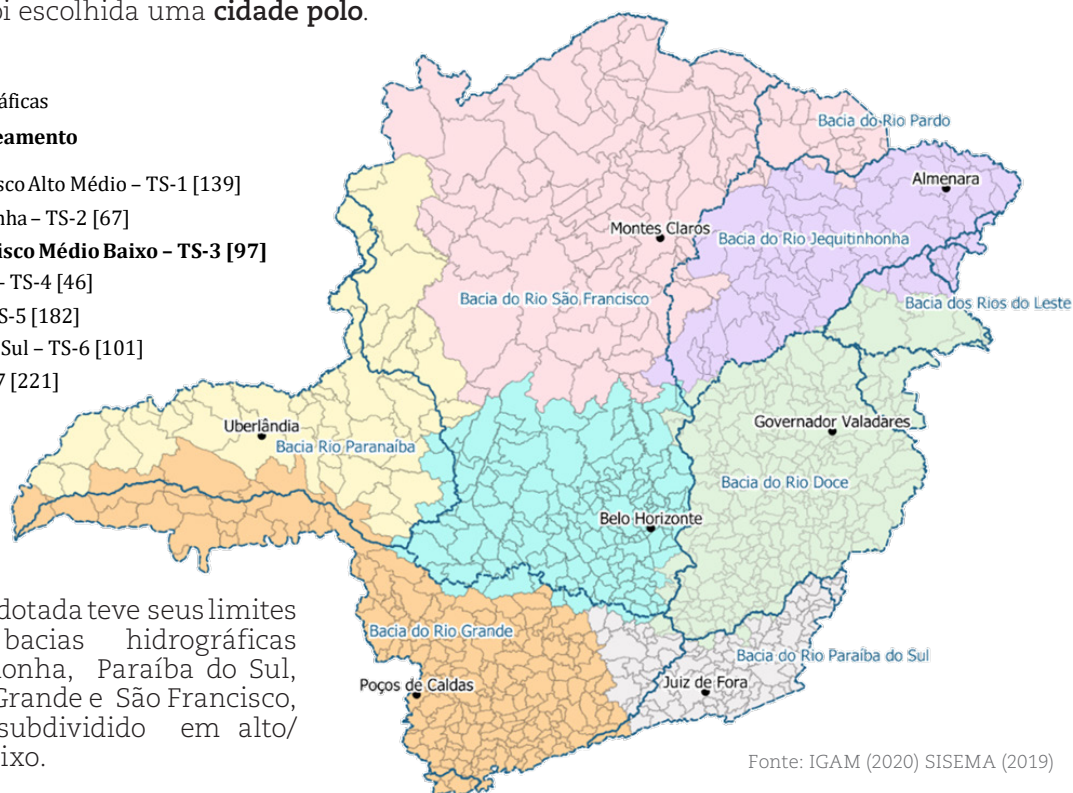 oi escolhida uma cidade polo.
áficas
eamento
sco Alto Médio – TS-1 [139]
nha – TS-2 [67]
isco Médio Baixo – TS-3 [97]
– TS-4 [46]
S-5 [182]
Sul – TS-6 [101]
7 [221]
Bacia do Rio Pardo
Almenara
Montes Claros
Bacia do Rio Jequitinhonha
Bacia do Rio São Francisco
Bacia dos Rios do Leste
Uberlândia
Governador Valadares
Bacia Rio Paranaíba
Bacia do Rio Doce
Belo Horizonte
Bacia do Rio Grande
Bacia do Rio Paraíba do Sul
Poços de Caldas
Juiz de Fora
dotada teve seus limites
bacias hidrográficas
onha, Paraíba do Sul,
Grande e São Francisco,
subdividido em alto/
ixo.
Fonte: IGAM (2020) SISEMA (2019)